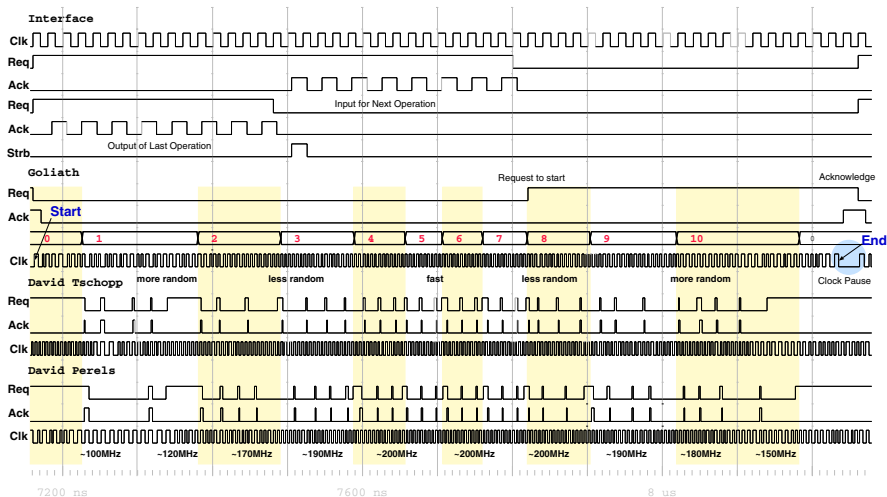 Interface
Clk
Req
Ack
Req
Input for Next Operation
Ack
Output of Last Operation
Strb
Goliath
Request to start
Acknowledge
Req
Ack
Start
0 1 2 3 4 5 6 7 8 9 10 0
End
Clk
more random less random fast less random more random
Clock Pause
David Tschopp
Req
Ack
Clk
David Perels
Req
Ack
Clk
~100MHz ~120MHz ~170MHz ~190MHz ~200MHz ~200MHz ~200MHz ~190MHz ~180MHz ~150MHz
7200 ns 7600 ns 8 us